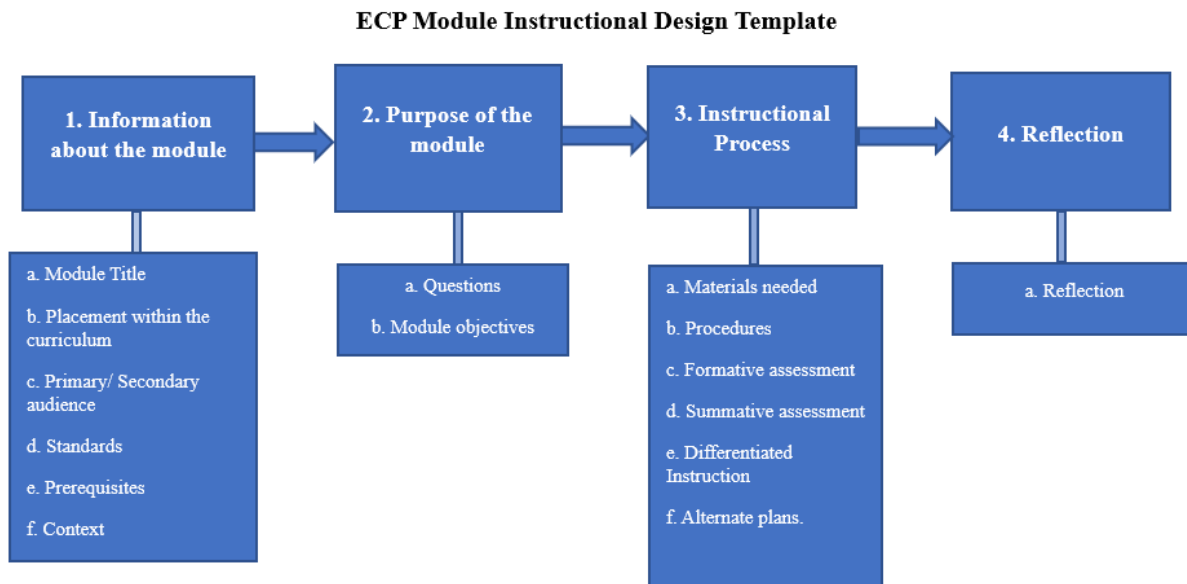 ECP Module Instructional Design Template
1. Information
about the module
2. Purpose of the
module
3. Instructional
Process
4. Reflection
a. Module Title
b. Placement within the
curriculum
c. Primary/ Secondary
audience
d. Standards
e. Prerequisites
f. Context
a. Questions
b. Module objectives
a. Materials needed
b. Procedures
c. Formative assessment
d. Summative assessment
e. Differentiated
Instruction
f. Alternate plans.
a. Reflection